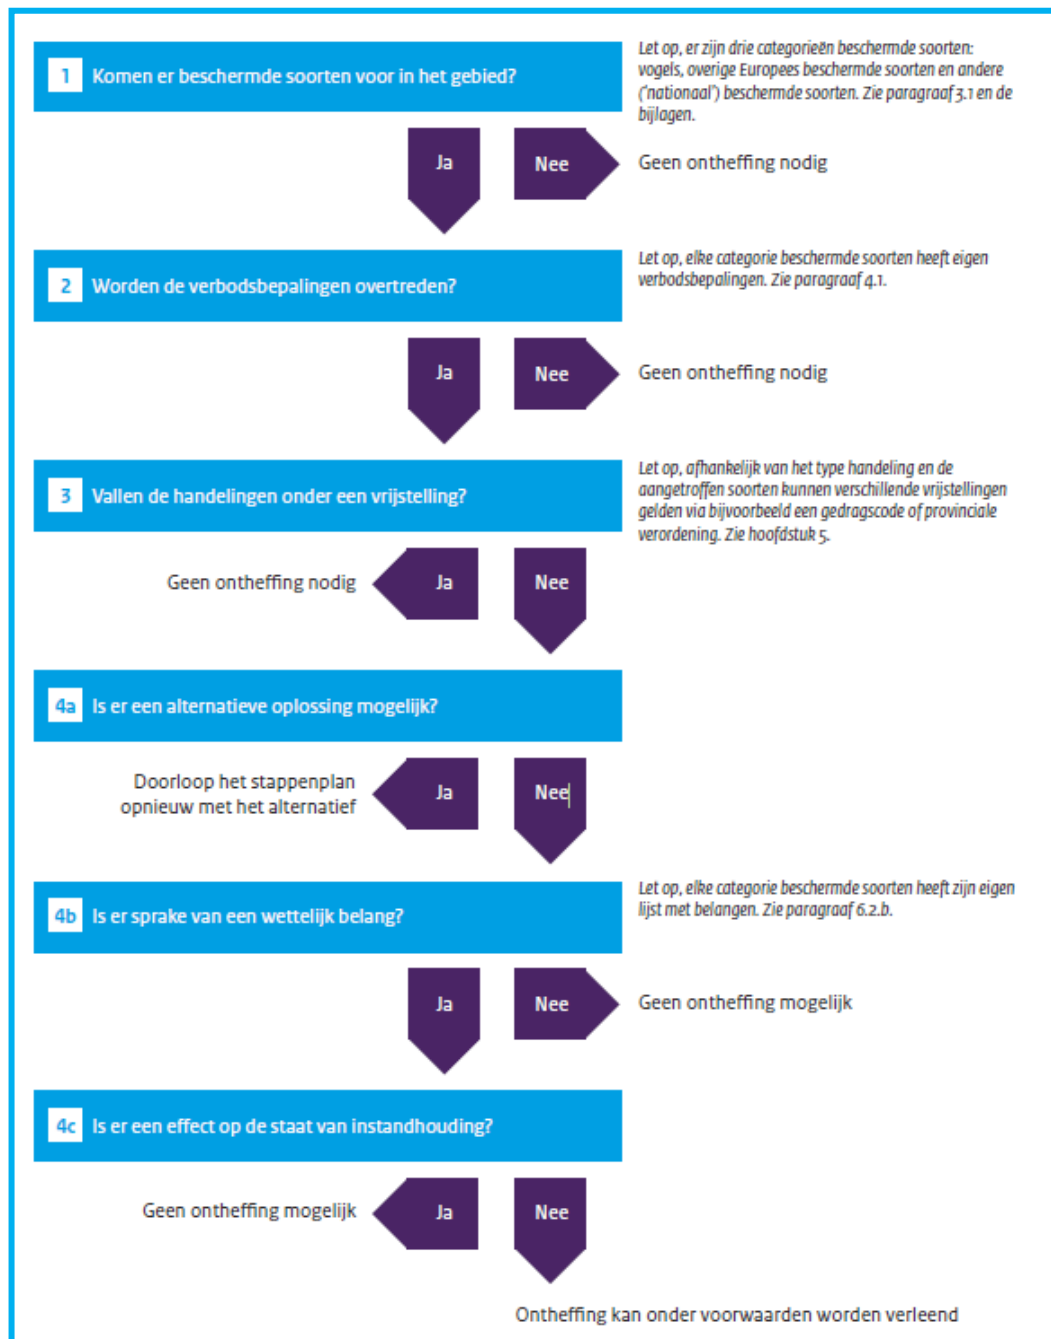 1 Komen er beschermde soorten voor in het gebied?
Let op, er zijn drie categorieën beschermde soorten:
vogels, overige Europees beschermde soorten en andere
('nationaal') beschermde soorten. Zie paragraaf 3.1 en de
bijlagen.
Ja
Nee
Geen ontheffing nodig
2 Worden de verbodsbepalingen overtreden?
Let op, elke categorie beschermde soorten heeft eigen
verbodsbepalingen. Zie paragraaf 4.1.
Ja
Nee
Geen ontheffing nodig
3 Vallen de handelingen onder een vrijstelling?
Let op, afhankelijk van het type handeling en de
aangetroffen soorten kunnen verschillende vrijstellingen
gelden via bijvoorbeeld een gedragscode of provinciale
verordening. Zie hoofdstuk 5.
Geen ontheffing nodig
Ja
Nee
4a Is er een alternatieve oplossing mogelijk?
Doorloop het stappenplan
opnieuw met het alternatief
Ja
Nee
4b Is er sprake van een wettelijk belang?
Let op, elke categorie beschermde soorten heeft zijn eigen
lijst met belangen. Zie paragraaf 6.2.b.
Ja
Nee
Geen ontheffing mogelijk
4c Is er een effect op de staat van instandhouding?
Geen ontheffing mogelijk
Ja
Nee
Ontheffing kan onder voorwaarden worden verleend